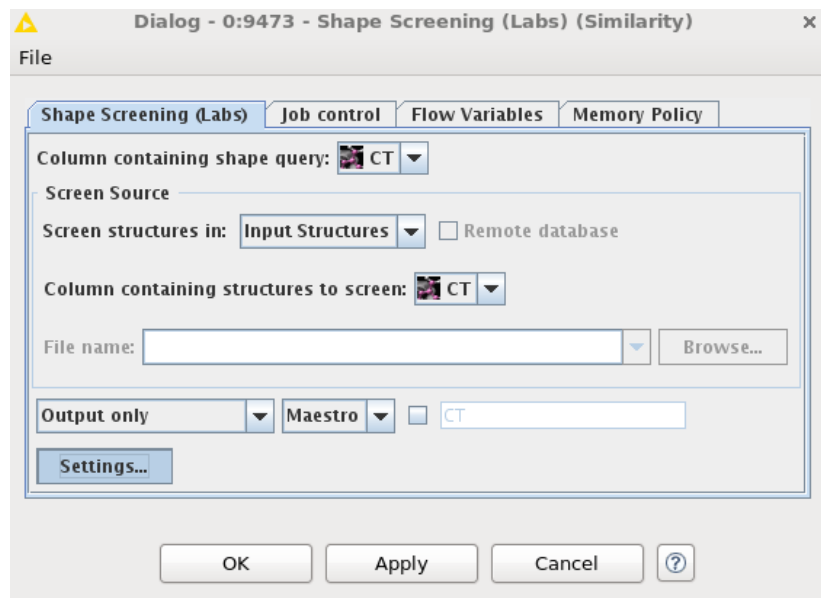 Dialog - 0:9473 - Shape Screening (Labs) (Similarity)
File
Shape Screening (Labs) Job control Flow Variables Memory Policy
Column containing shape query: CT
Screen Source
Screen structures in: Input Structures Remote database
Column containing structures to screen: CT
File name: Browse...
Output only Maestro CT
Settings...
OK Apply Cancel ?